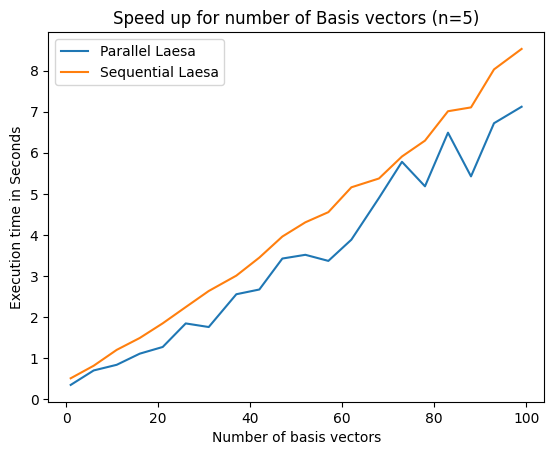 Speed up for number of Basis vectors (n=5)
Parallel Laesa
Sequential Laesa
Execution time in Seconds
8
7
6
5
4
3
2
1
0
0 20 40 60 80 100
Number of basis vectors